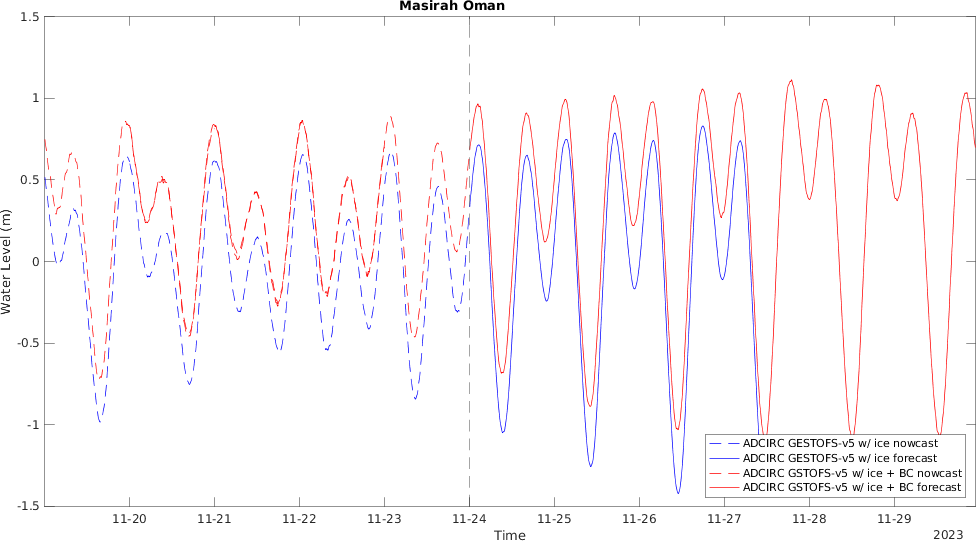 Masirah Oman
1.5
1
0.5
0
-0.5
-1
-1.5
Water Level (m)
11-20 11-21 11-22 11-23 11-24 11-25 11-26 11-27 11-28 11-29
Time
2023
ADCIRC GESTOFS-v5 w/ ice nowcast
ADCIRC GESTOFS-v5 w/ ice forecast
ADCIRC GSTOFS-v5 w/ ice + BC nowcast
ADCIRC GSTOFS-v5 w/ ice + BC forecast